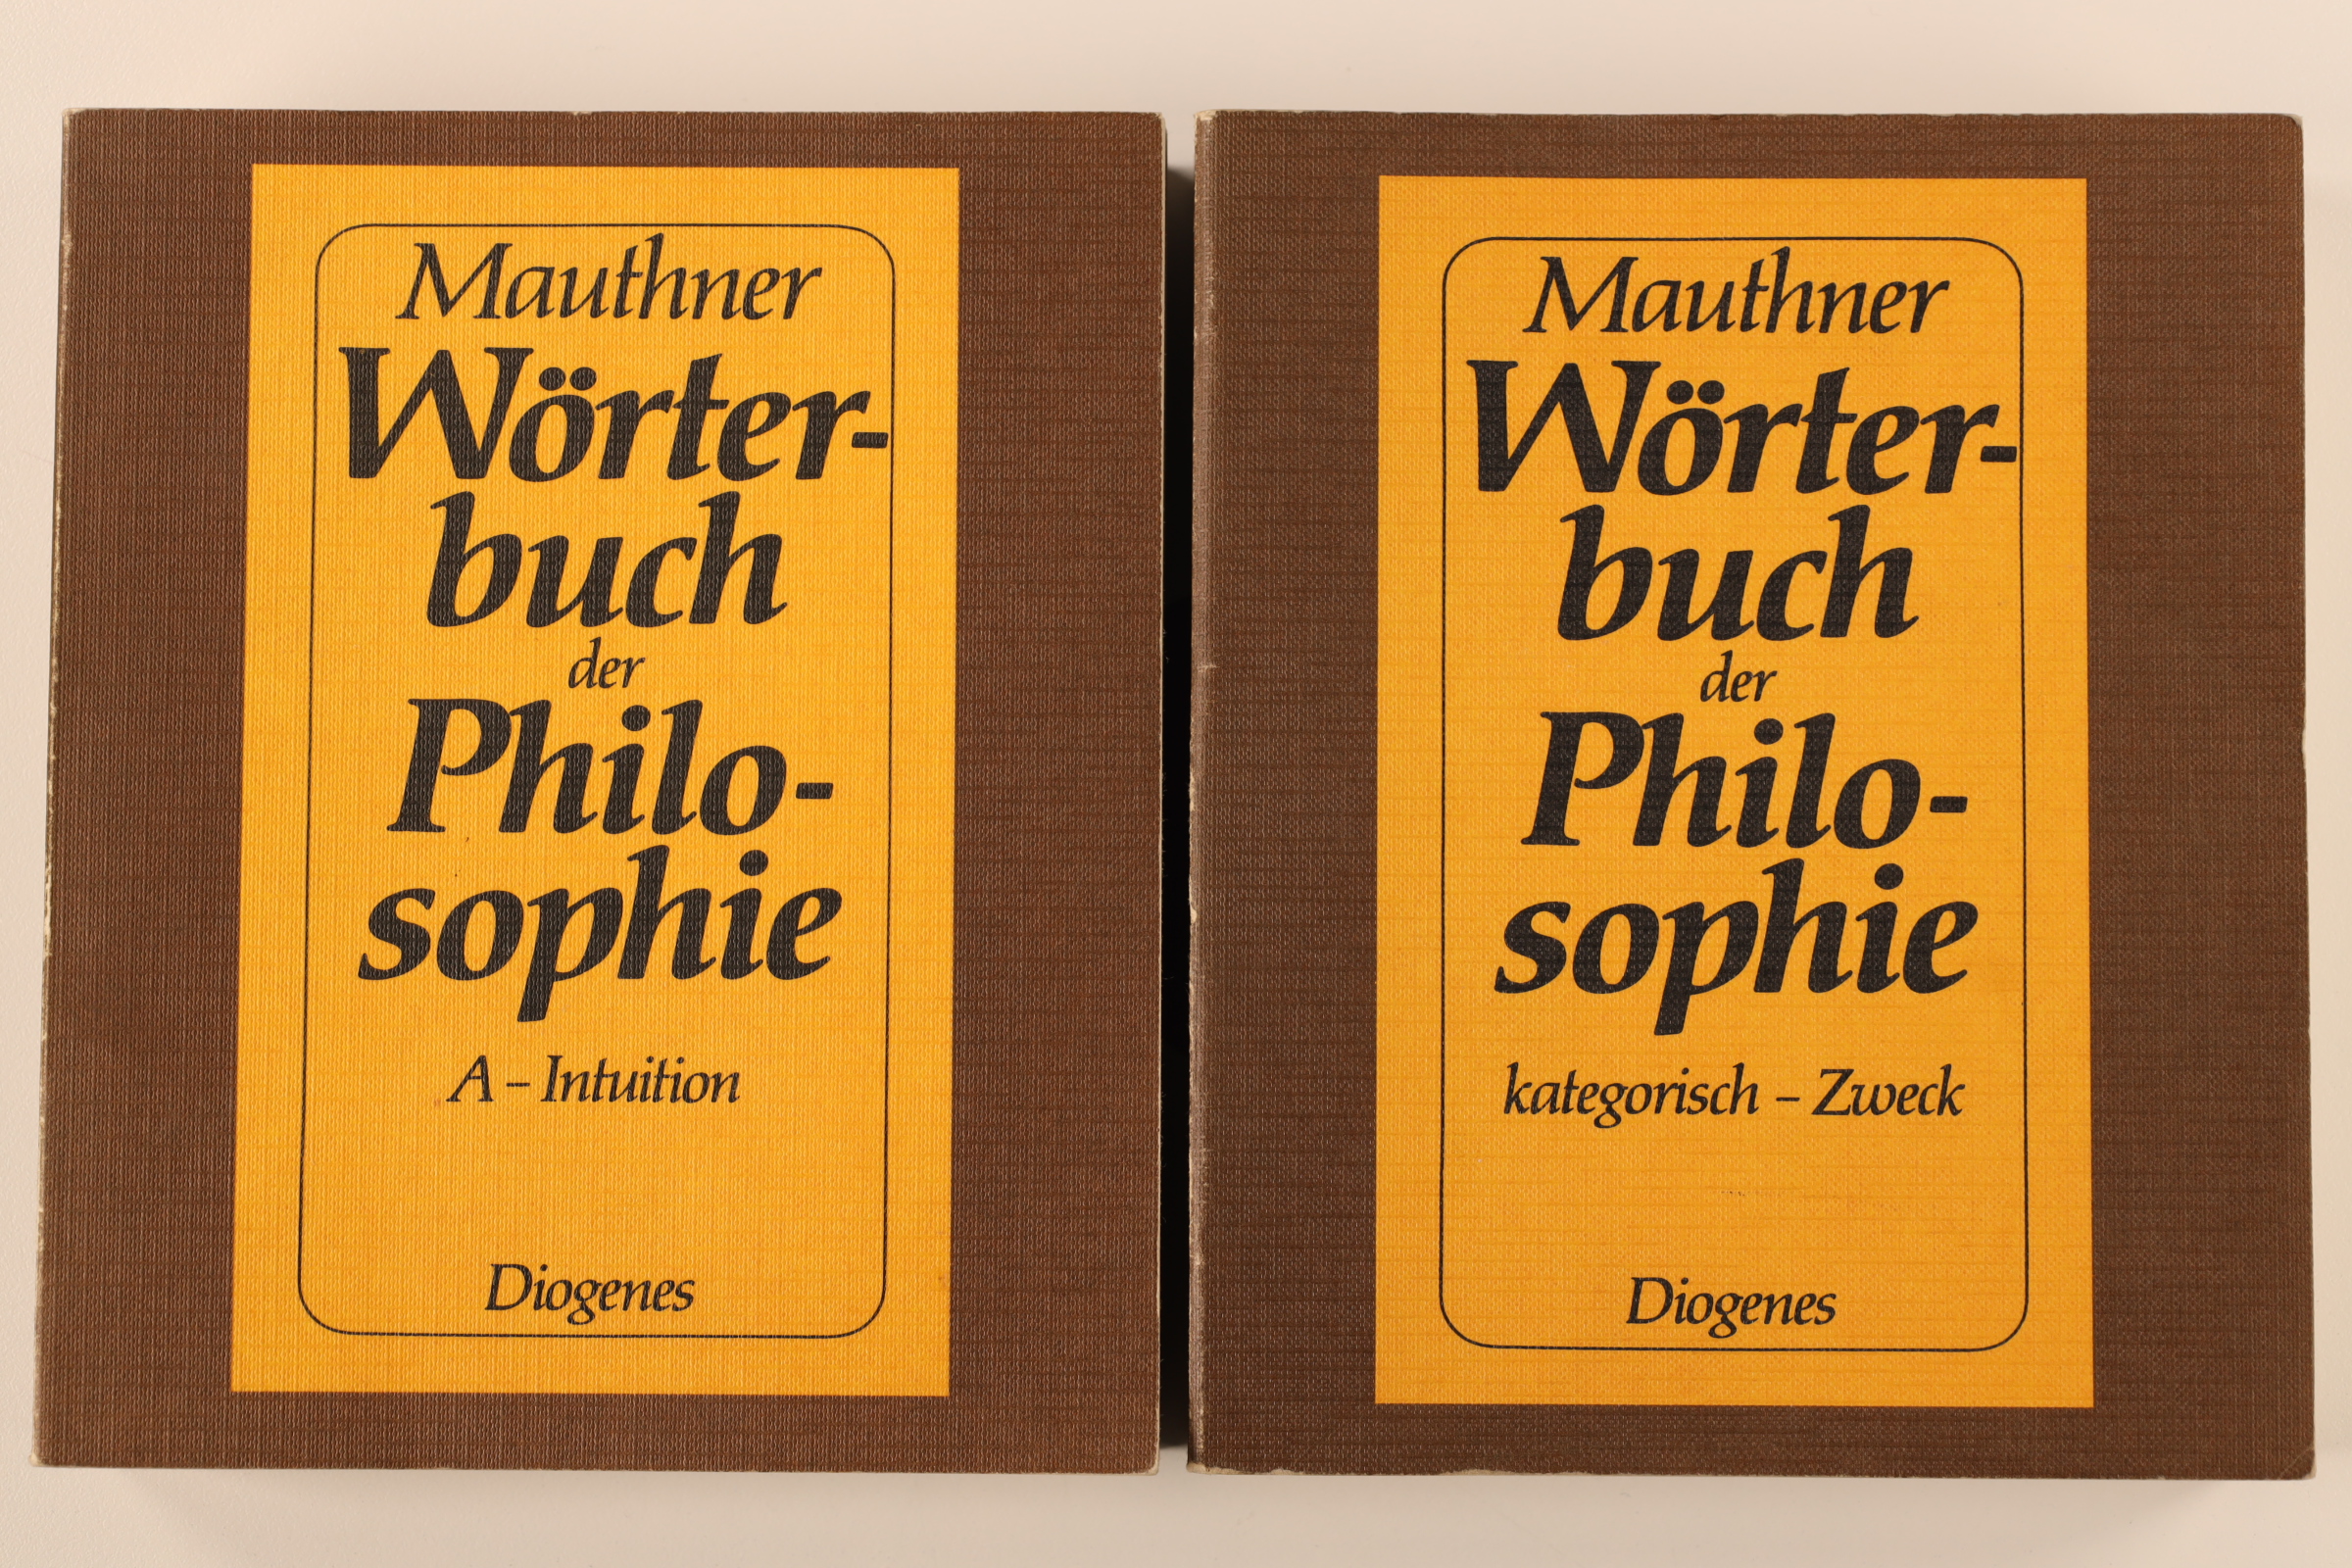 Mauthner
Wörter-
buch
der
Philo-
sophie
A – Intuition
Diogenes
Mauthner
Wörter-
buch
der
Philo-
sophie
kategorisch – Zweck
Diogenes